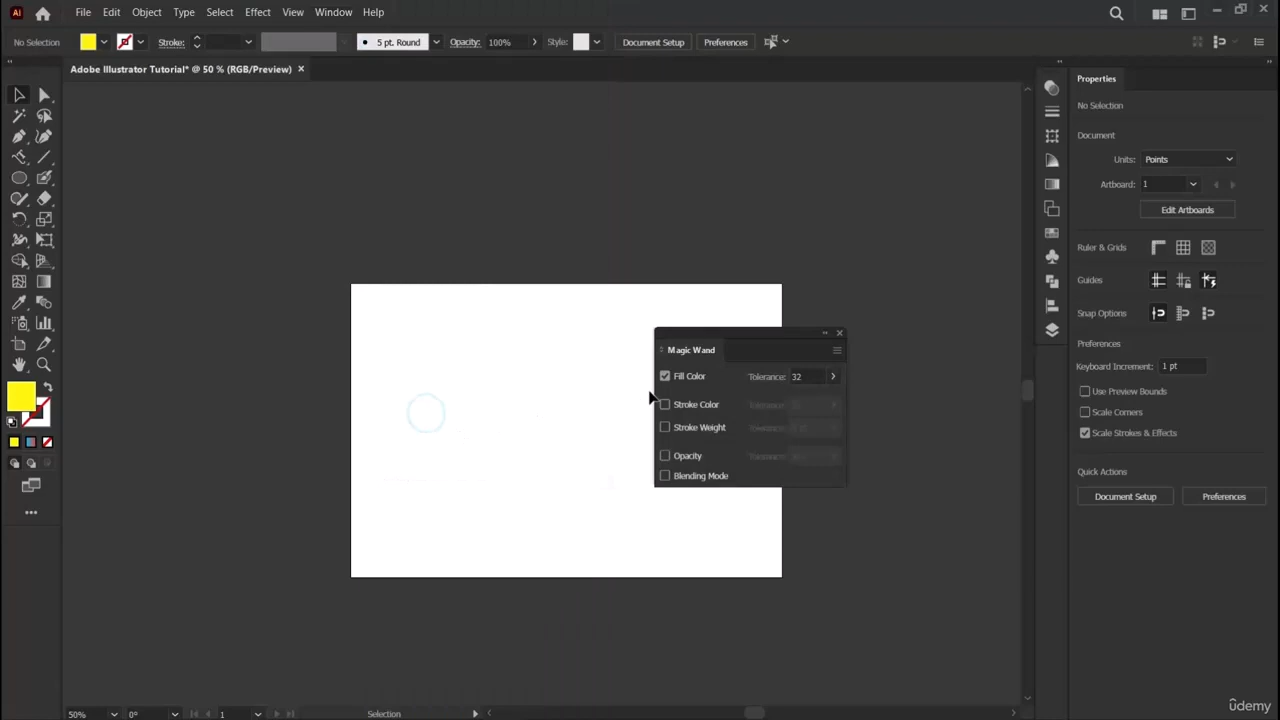 Ai File Edit Object Type Select Effect View Window Help
No Selection Stroke: 5 pt. Round Opacity: 100% Style: Document Setup Preferences
Adobe Illustrator Tutorial* @ 50 % (RGB/Preview) ×
Properties
No Selection
Document
Units: Points
Artboard: 1
Edit Artboards
Ruler & Grids
Guides
Snap Options
Preferences
Keyboard Increment: 1 pt
Use Preview Bounds
Scale Corners
Scale Strokes & Effects
Quick Actions
Document Setup Preferences
Magic Wand
Fill Color Tolerance: 32
Stroke Color Tolerance:
Stroke Weight Tolerance:
Opacity Tolerance:
Blending Mode
50% 0° 1 Selection
udemy